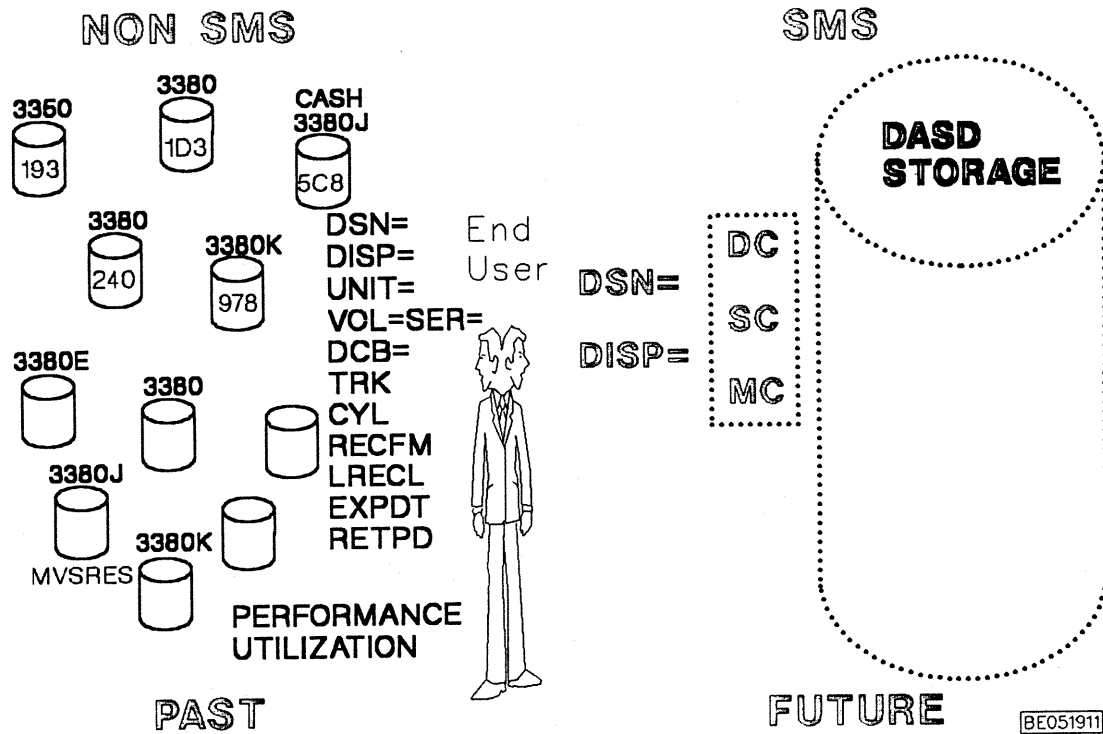 NON SMS
SMS
3350
193
3380
1D3
CASH
3380J
5C8
3380
240
3380K
978
DSN=
DISP=
UNIT=
VOL=SER=
DCB=
TRK
CYL
RECFM
LRECL
EXPDT
RETPD
End
User
3380E
3380
3380J
MVSRES
3380K
PERFORMANCE
UTILIZATION
PAST
DSN=
DISP=
DC
SC
MC
DASD
STORAGE
FUTURE
BE051911